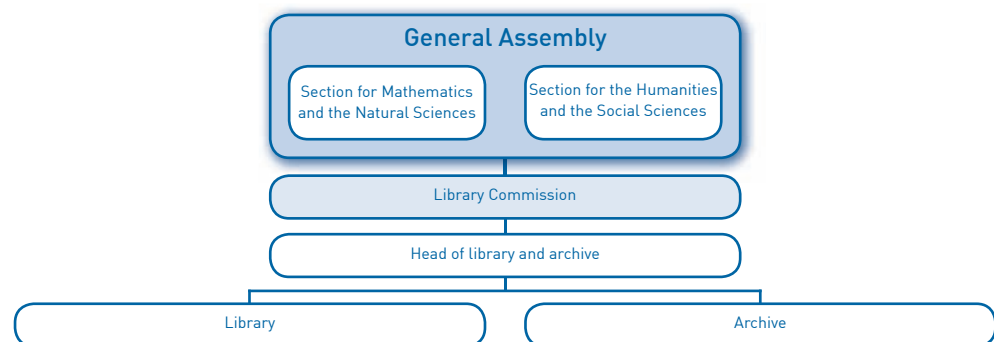 General Assembly
Section for Mathematics
and the Natural Sciences
Section for the Humanities
and the Social Sciences
Library Commission
Head of library and archive
Library
Archive